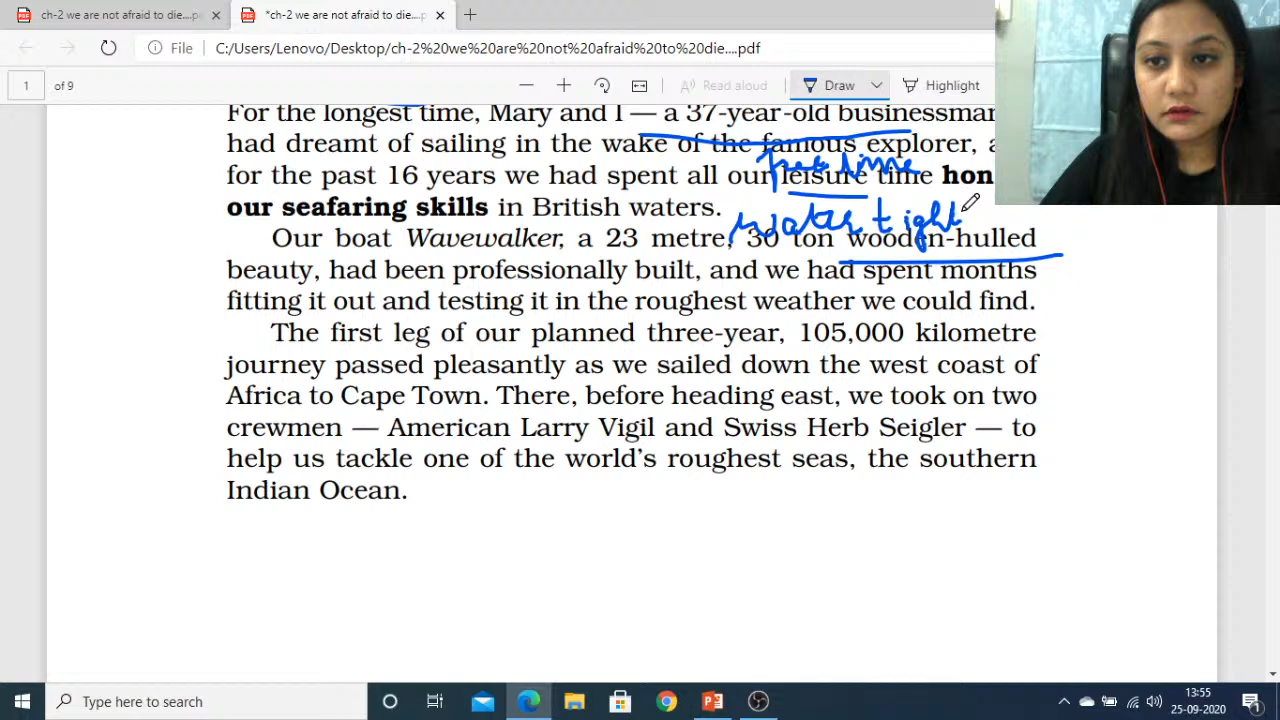 ch-2 we are not afraid to die....pe
*ch-2 we are not afraid to die....p
File C:/Users/Lenovo/Desktop/ch-2%20we%20are%20not%20afraid%20to%20die....pdf
1 of 9 Read aloud Draw Highlight
For the longest time, Mary and I — a 37-year-old businessman
had dreamt of sailing in the wake of the famous explorer, a
free time
for the past 16 years we had spent all our leisure time hon
our seafaring skills in British waters.
water tight
Our boat Wavewalker, a 23 metre, 30 ton wooden-hulled
beauty, had been professionally built, and we had spent months
fitting it out and testing it in the roughest weather we could find.
The first leg of our planned three-year, 105,000 kilometre
journey passed pleasantly as we sailed down the west coast of
Africa to Cape Town. There, before heading east, we took on two
crewmen — American Larry Vigil and Swiss Herb Seigler — to
help us tackle one of the world's roughest seas, the southern
Indian Ocean.
Type here to search
13:55
25-09-2020